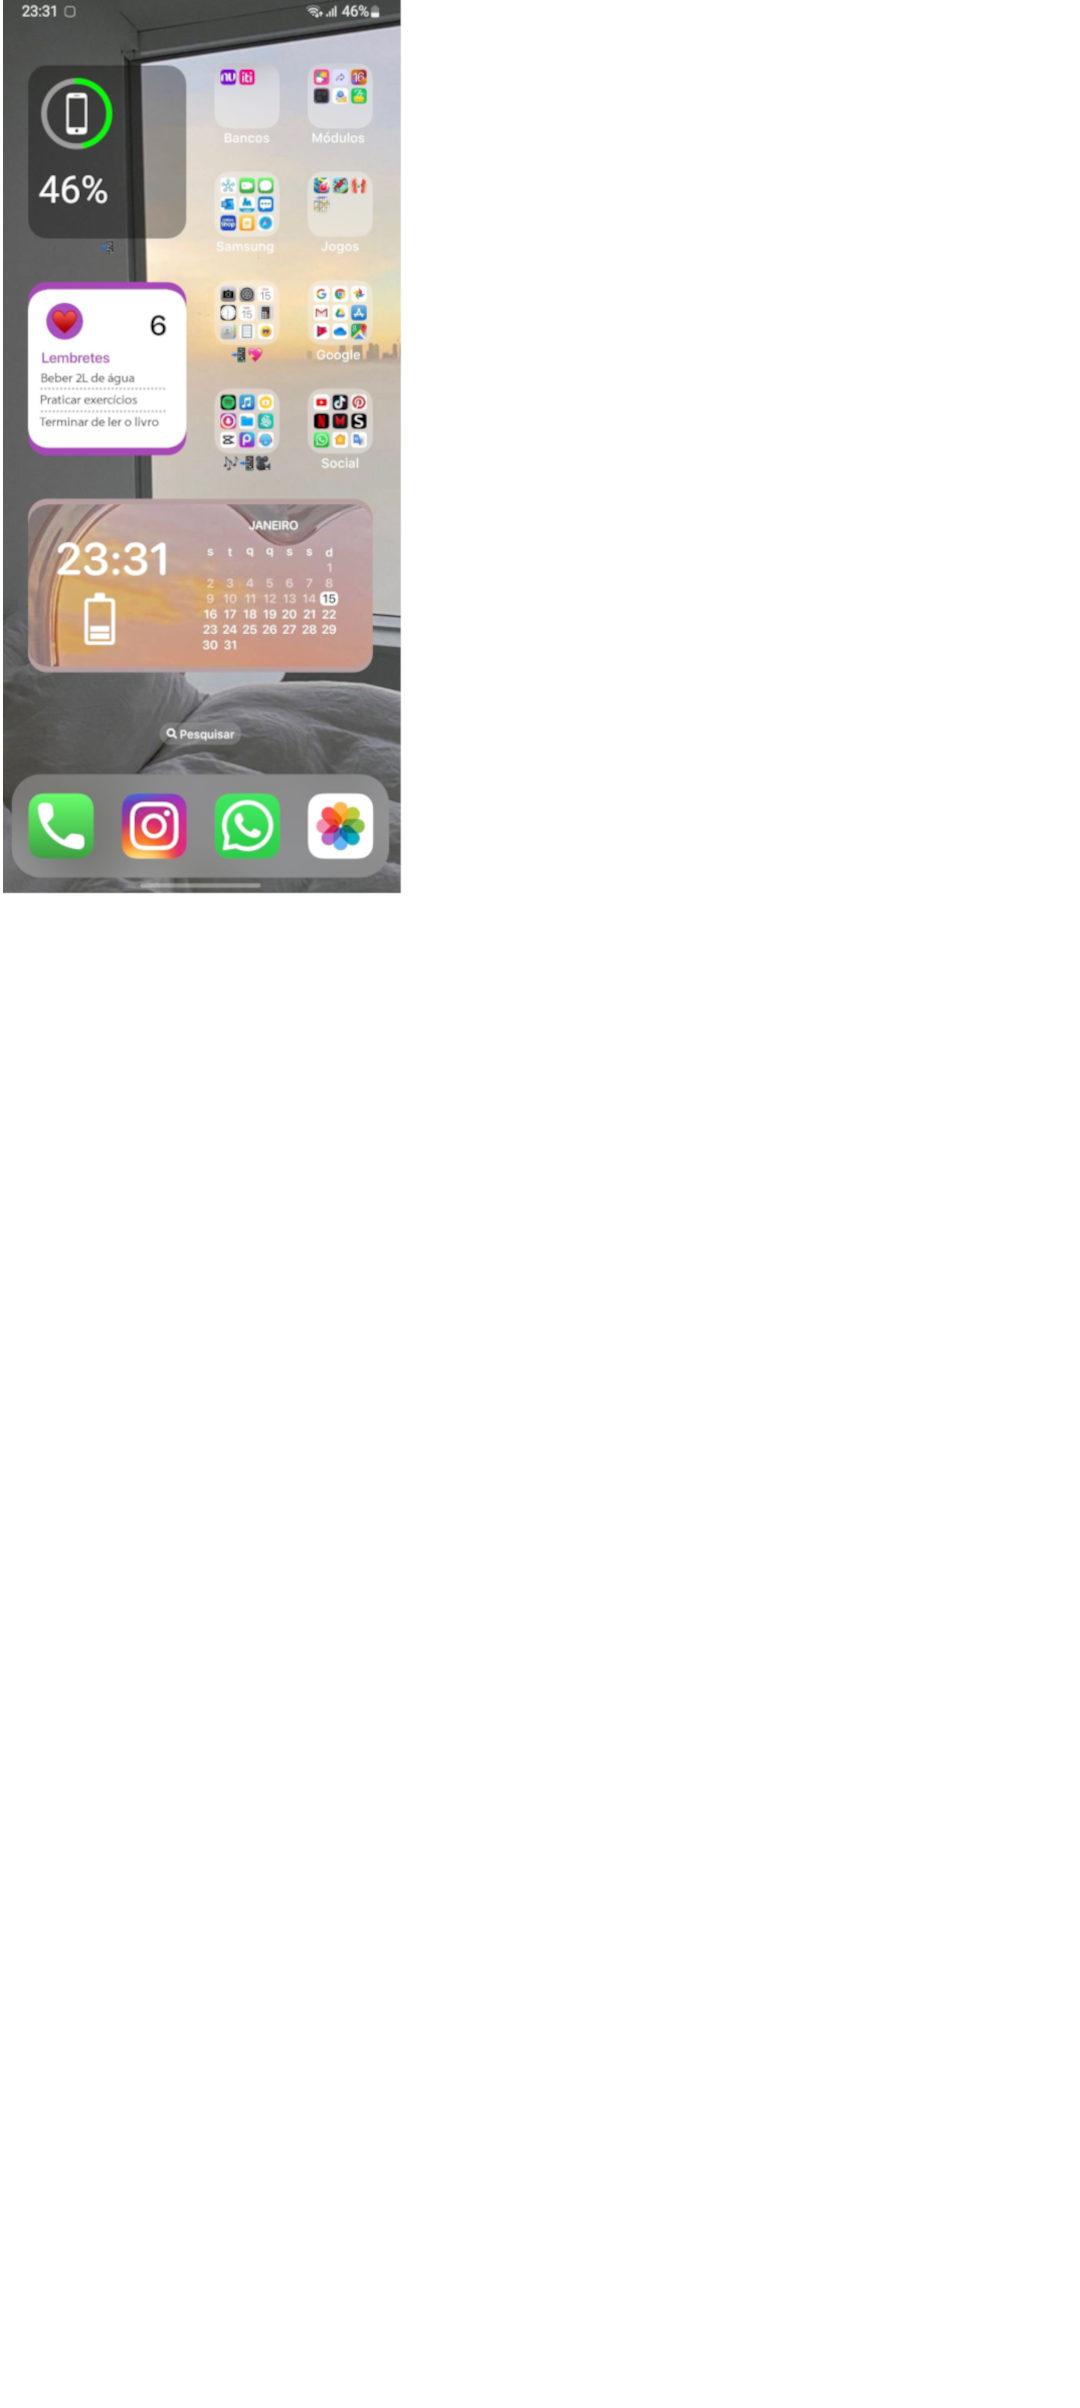 23:31 46%
46%
Bancos
Módulos
Samsung
Jogos
6
Lembretes
Beber 2L de água
Praticar exercícios
Terminar de ler o livro
Google
Social
23:31
JANEIRO
s t q q s s d
1
2 3 4 5 6 7 8
9 10 11 12 13 14 15
16 17 18 19 20 21 22
23 24 25 26 27 28 29
30 31
Pesquisar